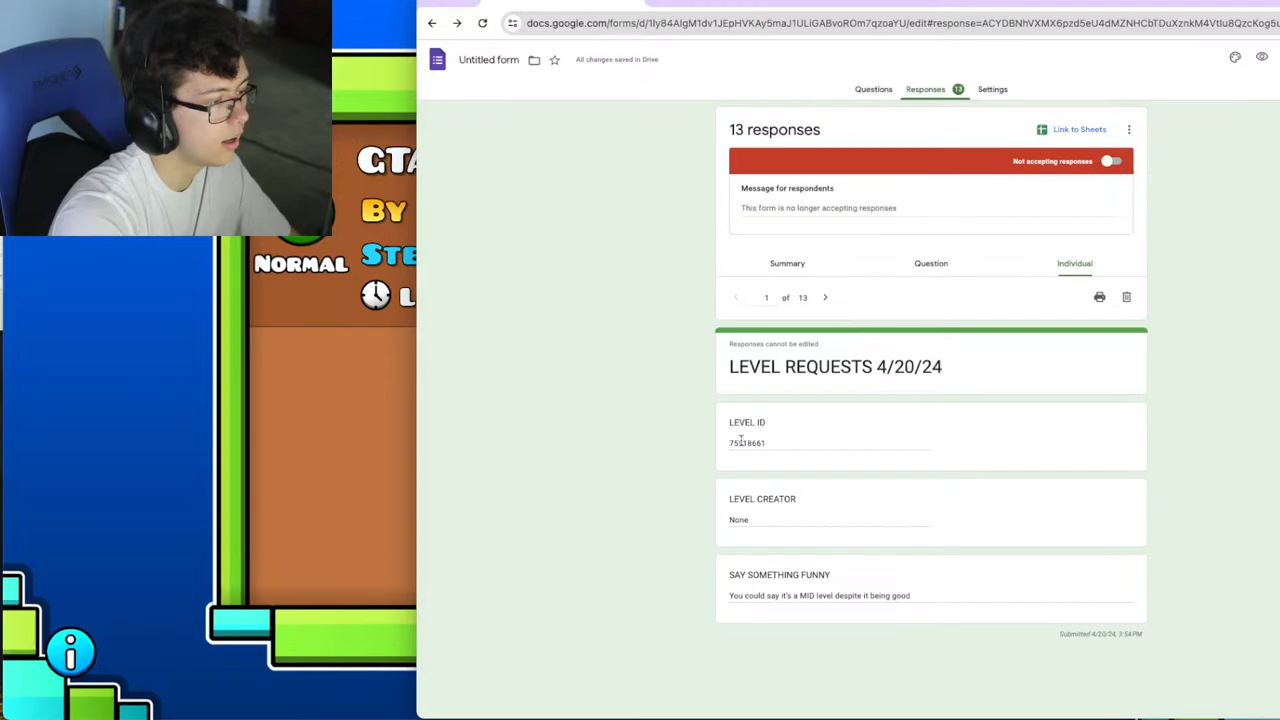 docs.google.com/forms/d/1Iy84AlgM1dv1JEpHVKAy5maJ1ULiGABvoROm7qzoaYU/edit#response=ACYDBNhVXMX6pzd5eU4dMZNHCbTDuXznkM4Vtlu8QzcKog5
Untitled form
All changes saved in Drive
Questions
Responses 13
Settings
13 responses
Link to Sheets
Not accepting responses
Message for respondents
This form is no longer accepting responses
Summary
Question
Individual
1 of 13
Responses cannot be edited
LEVEL REQUESTS 4/20/24
LEVEL ID
LEVEL CREATOR
None
SAY SOMETHING FUNNY
You could say it's a MID level despite it being good
Submitted 4/20/24, 3:54 PM
GTA
BY
STE
NORMAL
L
i